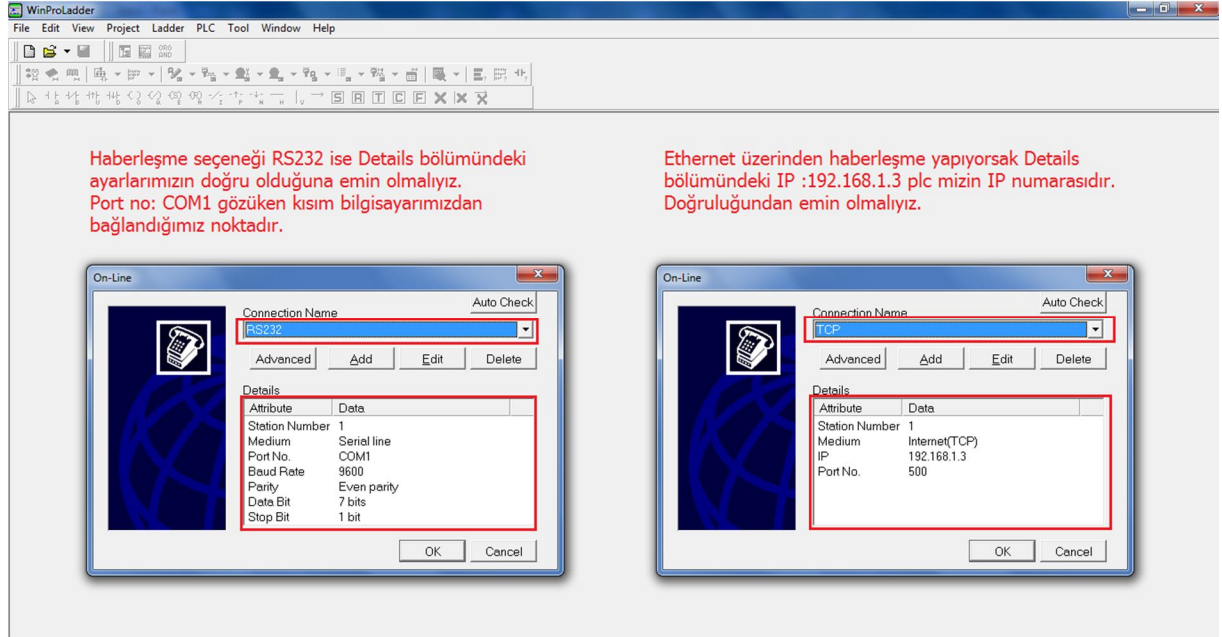 WinProLadder
File Edit View Project Ladder PLC Tool Window Help
S R T C F
Haberleşme seçeneği RS232 ise Details bölümündeki
ayarlarımızın doğru olduğuna emin olmalıyız.
Port no: COM1 gözüken kısım bilgisayarımızdan
bağlandığımız noktadır.
Ethernet üzerinden haberleşme yapıyorsak Details
bölümündeki IP :192.168.1.3 plc mizin IP numarasıdır.
Doğruluğundan emin olmalıyız.
On-Line
Auto Check
Connection Name
RS232
Advanced Add Edit Delete
Details
Attribute Data
Station Number 1
Medium Serial line
Port No. COM1
Baud Rate 9600
Parity Even parity
Data Bit 7 bits
Stop Bit 1 bit
OK Cancel
On-Line
Auto Check
Connection Name
TCP
Advanced Add Edit Delete
Details
Attribute Data
Station Number 1
Medium Internet(TCP)
IP 192.168.1.3
Port No. 500
OK Cancel